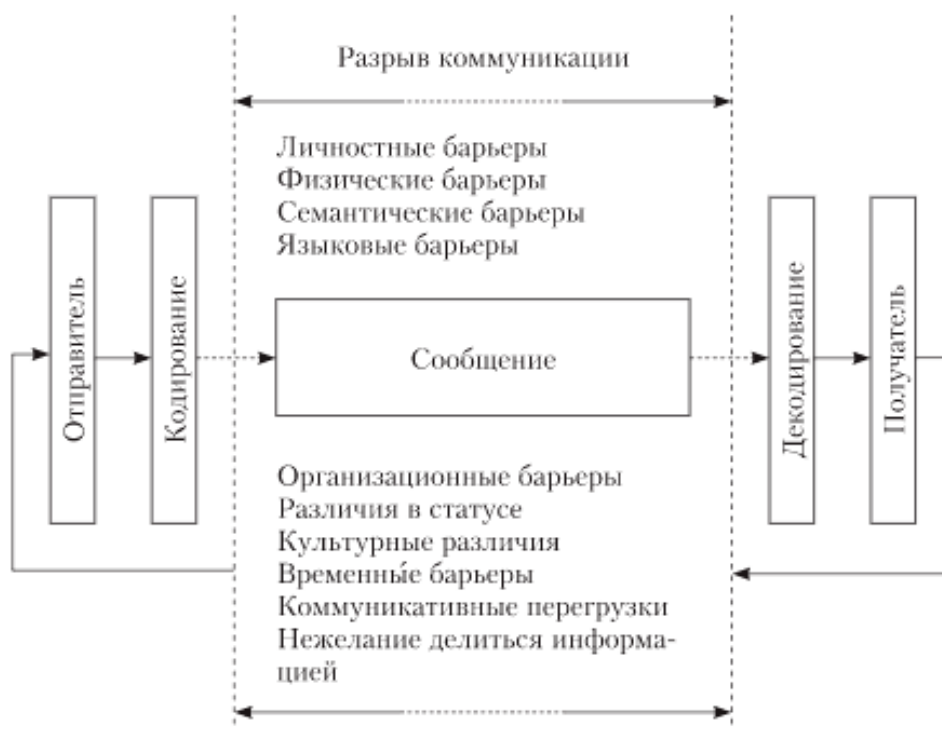 Разрыв коммуникации
Личностные барьеры
Физические барьеры
Семантические барьеры
Языковые барьеры
Отправитель
Кодирование
Сообщение
Декодирование
Получатель
Организационные барьеры
Различия в статусе
Культурные различия
Временны́е барьеры
Коммуникативные перегрузки
Нежелание делиться информа-
цией